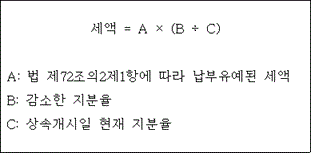 세액 = A × (B ÷ C)
A: 법 제72조의2제1항에 따라 납부유예된 세액
B: 감소한 지분율
C: 상속개시일 현재 지분율